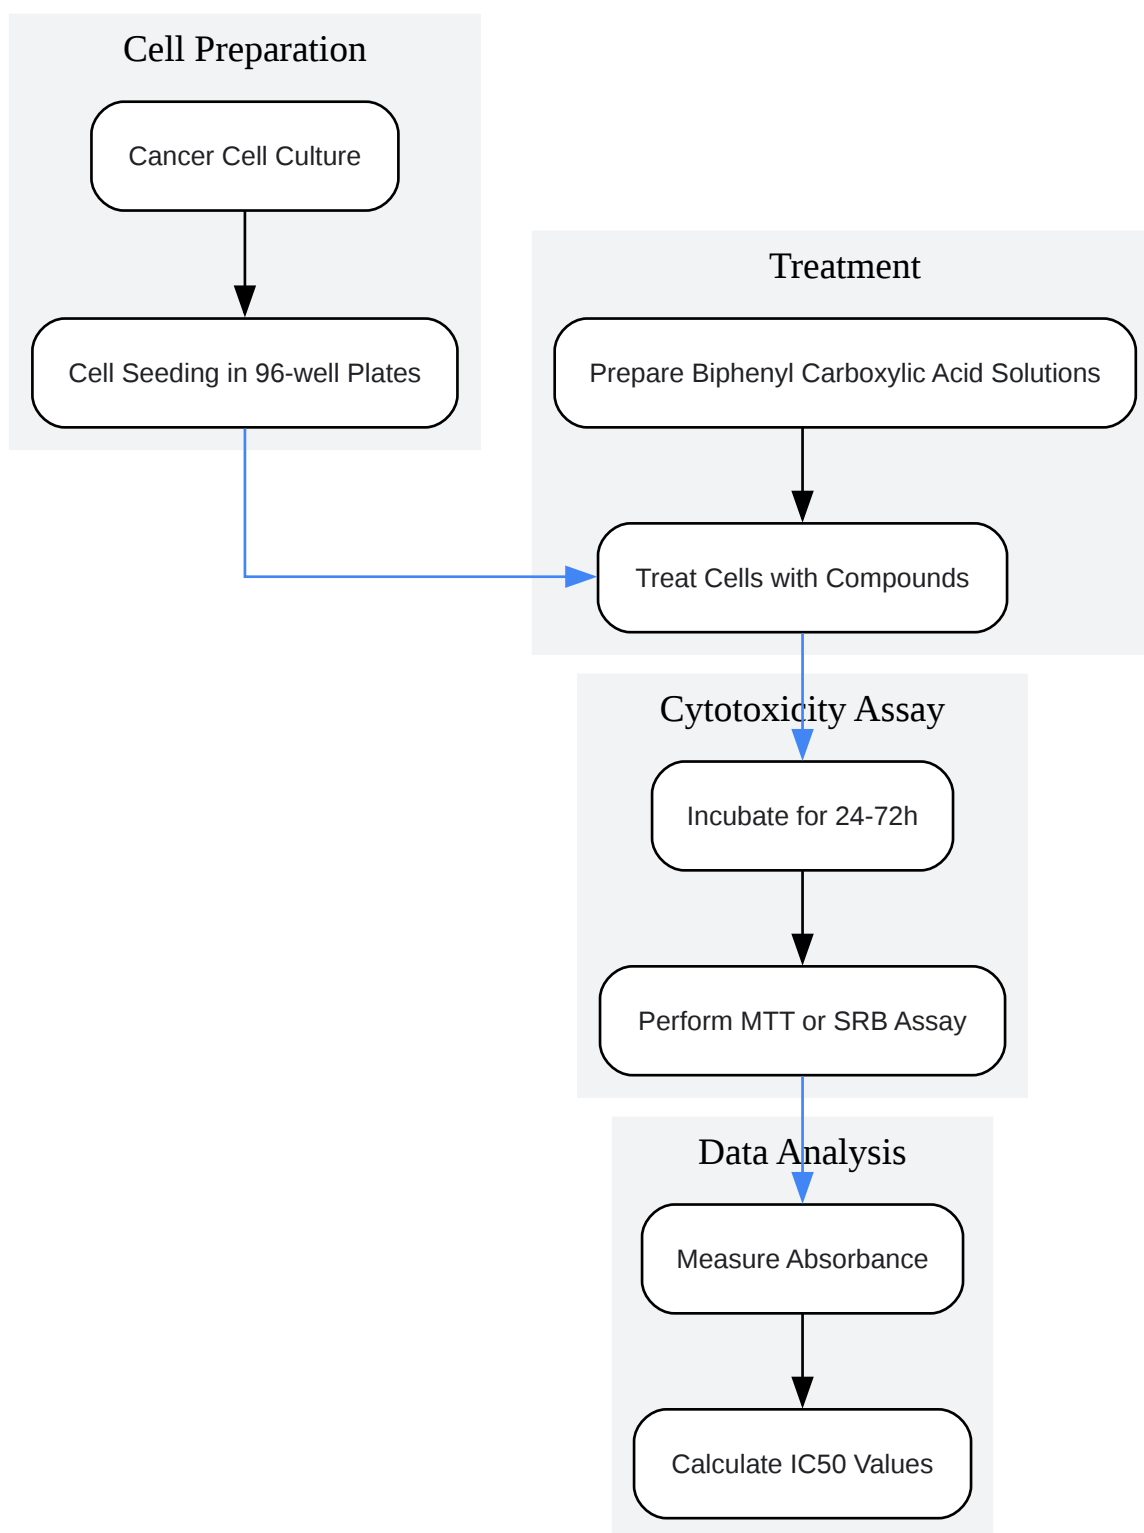 Cell Preparation
Cancer Cell Culture
Cell Seeding in 96-well Plates
Treatment
Prepare Biphenyl Carboxylic Acid Solutions
Treat Cells with Compounds
Cytotoxicity Assay
Incubate for 24-72h
Perform MTT or SRB Assay
Data Analysis
Measure Absorbance
Calculate IC50 Values